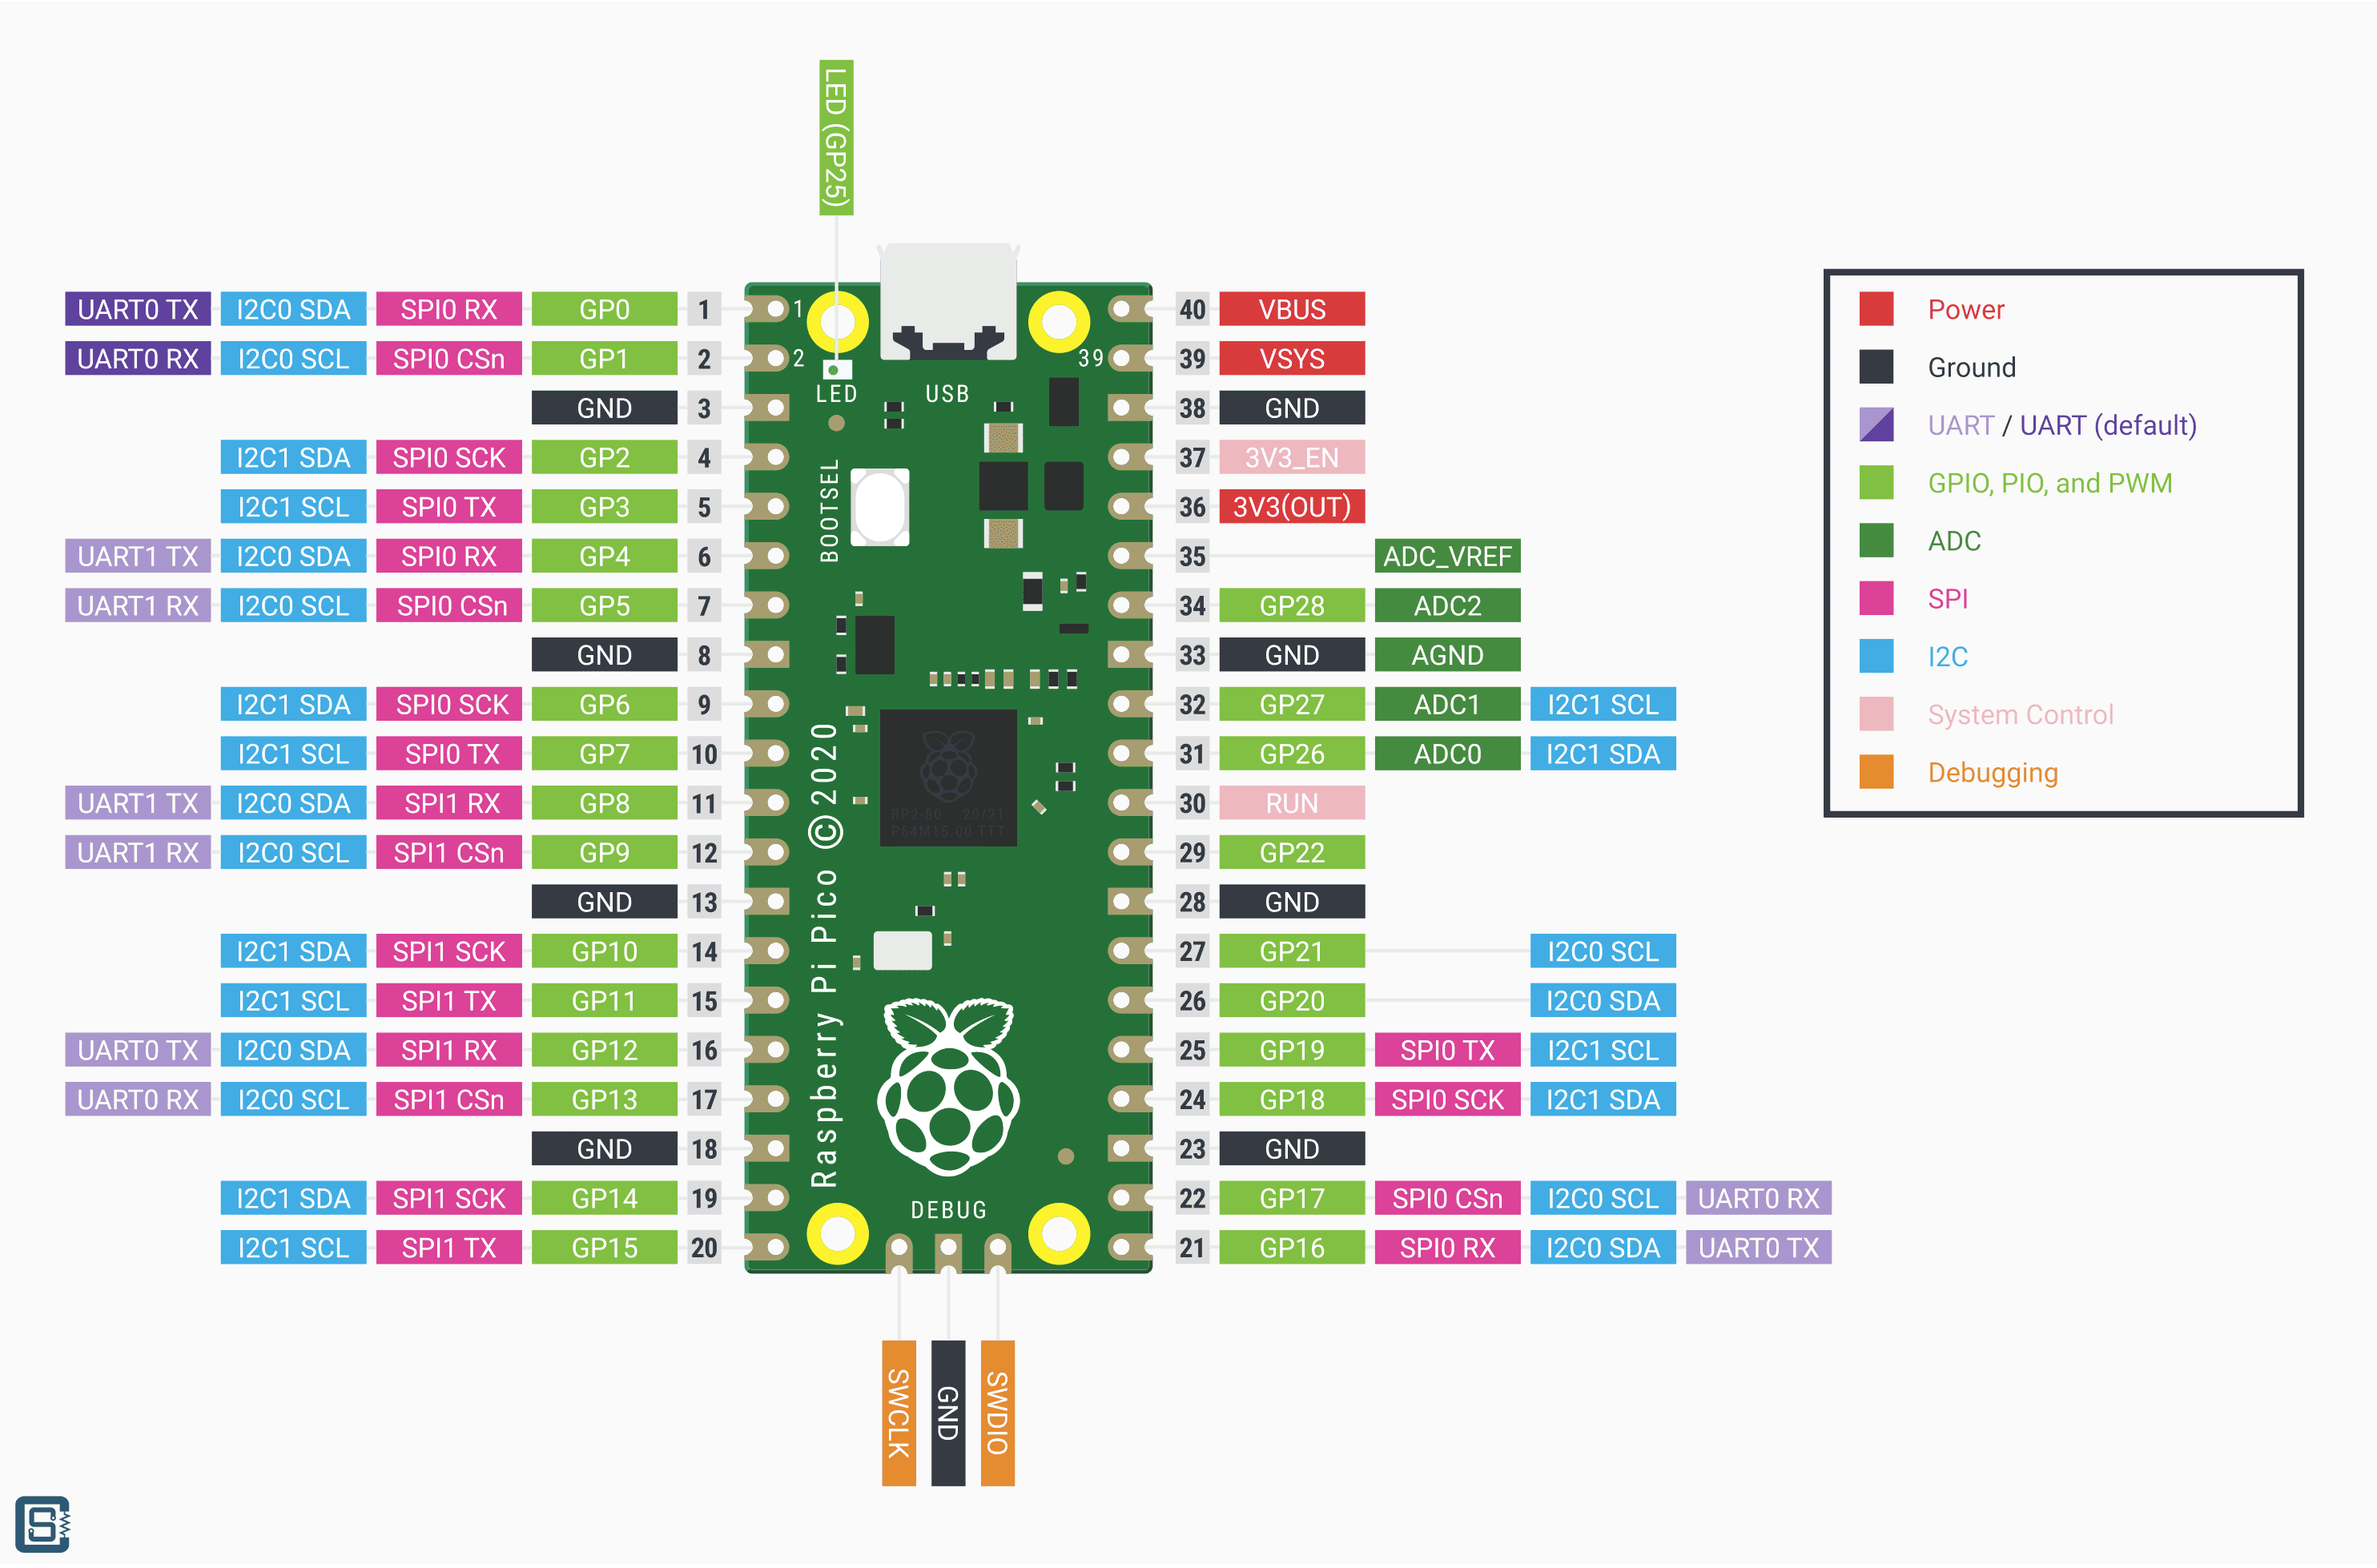 LED (GP25)
UART0 TX I2C0 SDA SPI0 RX GP0 1 1 40 VBUS
UART0 RX I2C0 SCL SPI0 CSn GP1 2 2 39 39 VSYS
LED USB
GND 3 38 GND
I2C1 SDA SPI0 SCK GP2 4 37 3V3_EN
I2C1 SCL SPI0 TX GP3 5 36 3V3(OUT)
BOOTSEL
UART1 TX I2C0 SDA SPI0 RX GP4 6 35 ADC_VREF
UART1 RX I2C0 SCL SPI0 CSn GP5 7 34 GP28 ADC2
GND 8 33 GND AGND
I2C1 SDA SPI0 SCK GP6 9 32 GP27 ADC1 I2C1 SCL
I2C1 SCL SPI0 TX GP7 10 31 GP26 ADC0 I2C1 SDA
UART1 TX I2C0 SDA SPI1 RX GP8 11 30 RUN
RP2-B0 20/21
P64M15.00 TTT
UART1 RX I2C0 SCL SPI1 CSn GP9 12 29 GP22
GND 13 28 GND
Raspberry Pi Pico © 2020
I2C1 SDA SPI1 SCK GP10 14 27 GP21 I2C0 SCL
I2C1 SCL SPI1 TX GP11 15 26 GP20 I2C0 SDA
UART0 TX I2C0 SDA SPI1 RX GP12 16 25 GP19 SPI0 TX I2C1 SCL
UART0 RX I2C0 SCL SPI1 CSn GP13 17 24 GP18 SPI0 SCK I2C1 SDA
GND 18 23 GND
I2C1 SDA SPI1 SCK GP14 19 22 GP17 SPI0 CSn I2C0 SCL UART0 RX
DEBUG
I2C1 SCL SPI1 TX GP15 20 21 GP16 SPI0 RX I2C0 SDA UART0 TX
SWCLK
GND
SWDIO
Power
Ground
UART / UART (default)
GPIO, PIO, and PWM
ADC
SPI
I2C
System Control
Debugging